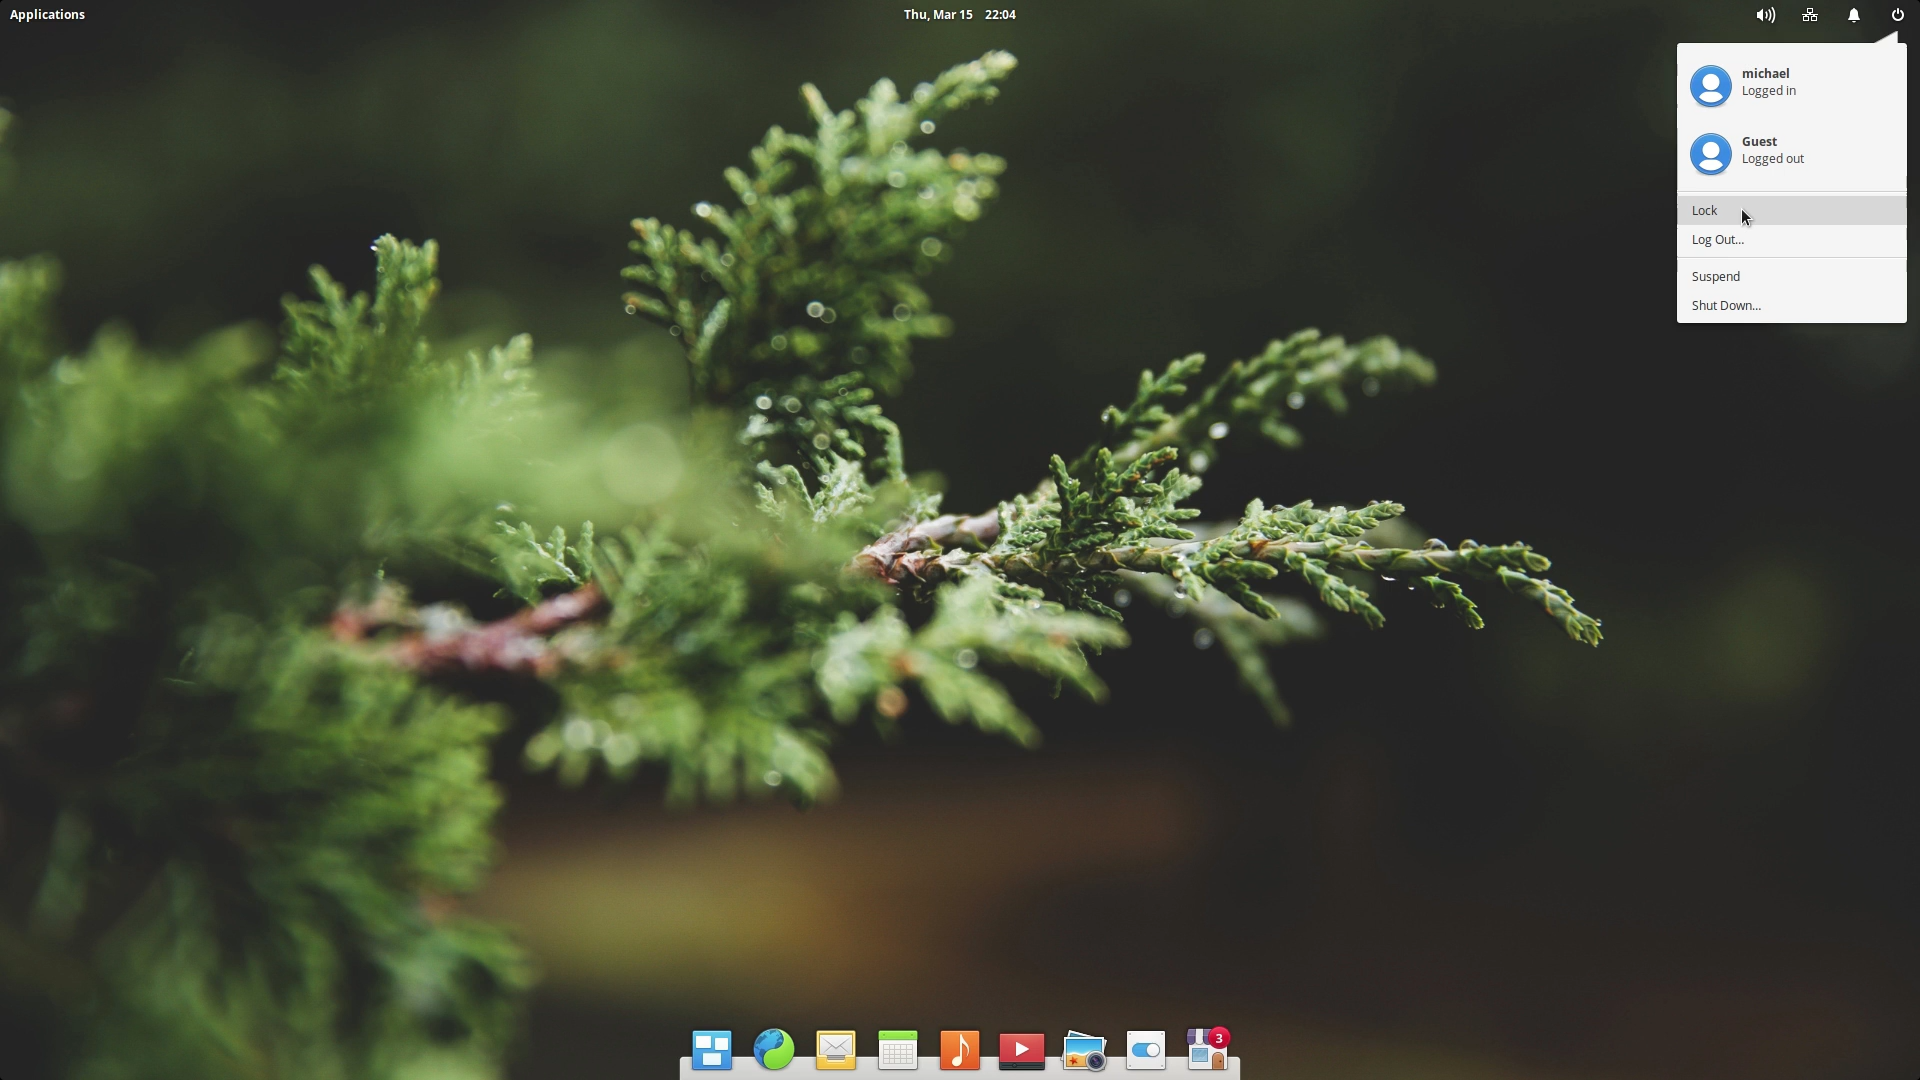 Applications
Thu, Mar 15 22:04
michael
Logged in
Guest
Logged out
Lock
Log Out...
Suspend
Shut Down...
3